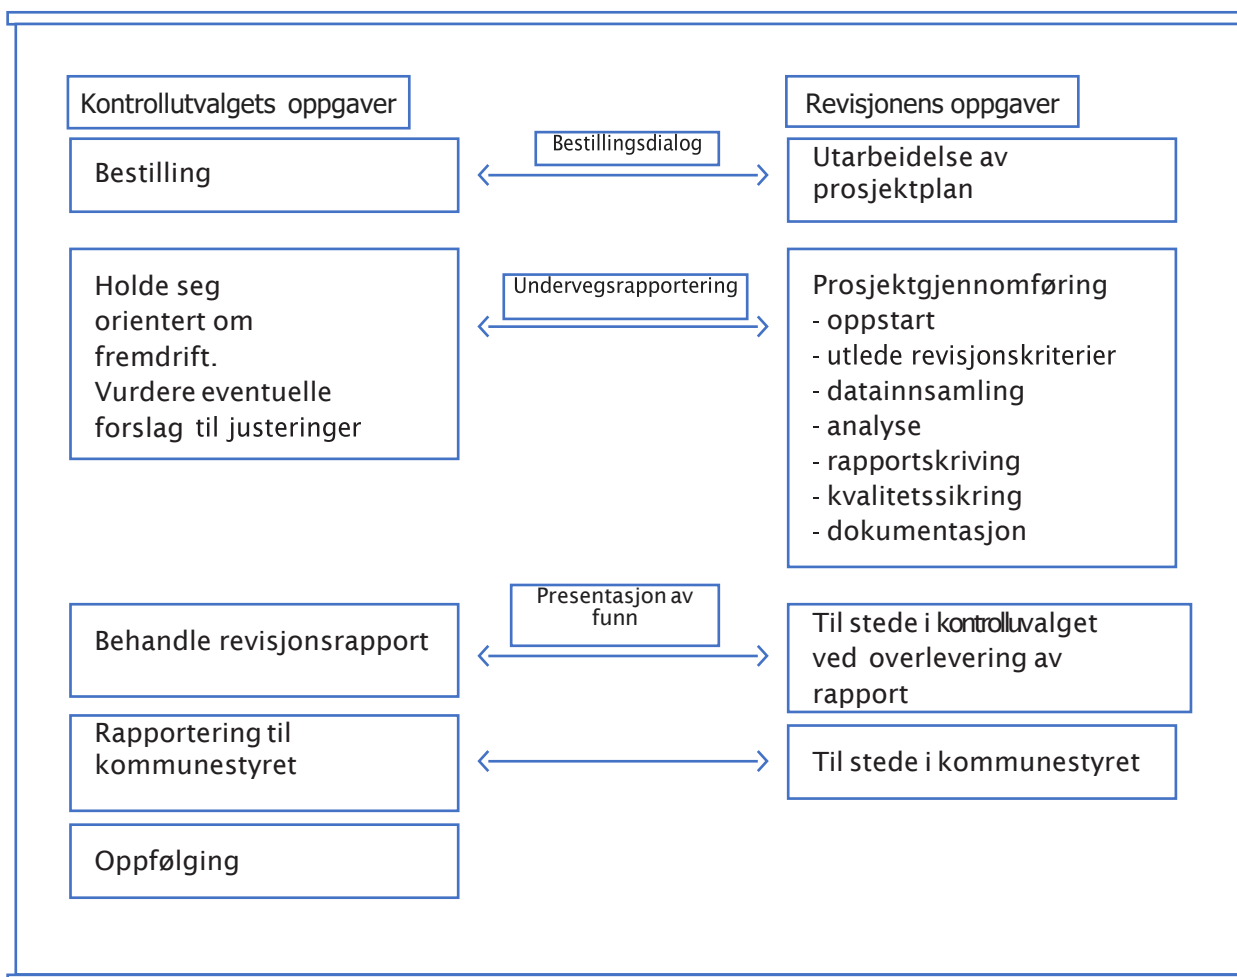 Kontrollutvalgets oppgaver
Revisjonens oppgaver
Bestilling
Bestillingsdialog
Utarbeidelse av
prosjektplan
Holde seg
orientert om
fremdrift.
Vurdere eventuelle
forslag til justeringer
Undervegsrapportering
Prosjektgjennomføring
- oppstart
- utlede revisjonskriterier
- datainnsamling
- analyse
- rapportskriving
- kvalitetssikring
- dokumentasjon
Behandle revisjonsrapport
Presentasjon av
funn
Til stede i kontrolluvalget
ved overlevering av
rapport
Rapportering til
kommunestyret
Til stede i kommunestyret
Oppfølging